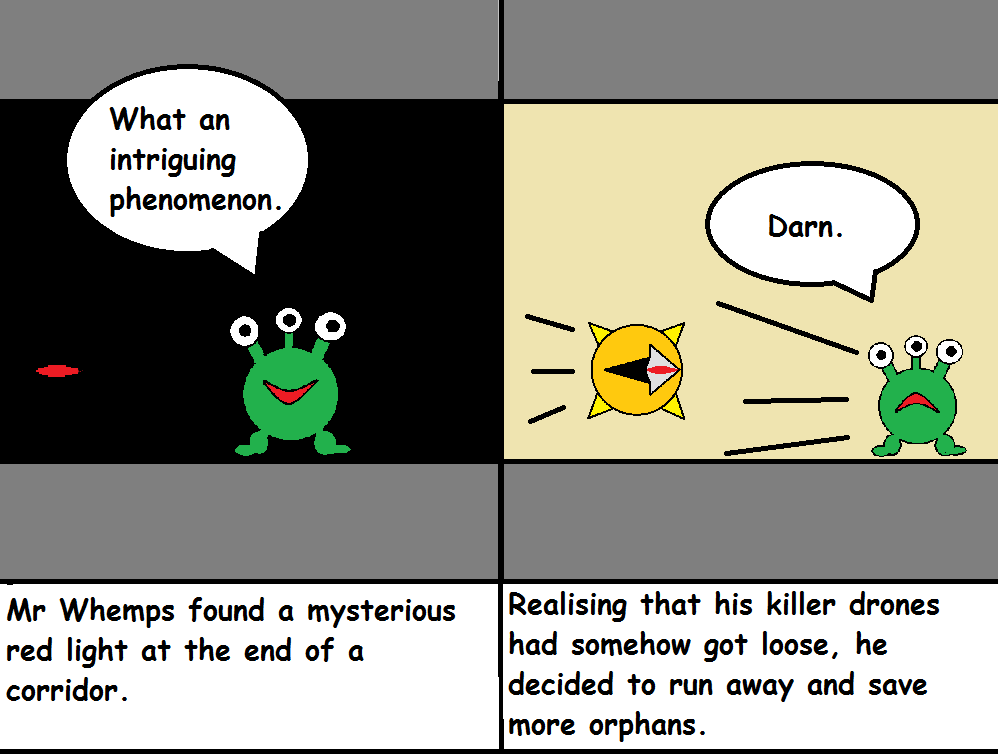 What an
intriguing
phenomenon.
Darn.
Mr Whemps found a mysterious
red light at the end of a
corridor.
Realising that his killer drones
had somehow got loose, he
decided to run away and save
more orphans.